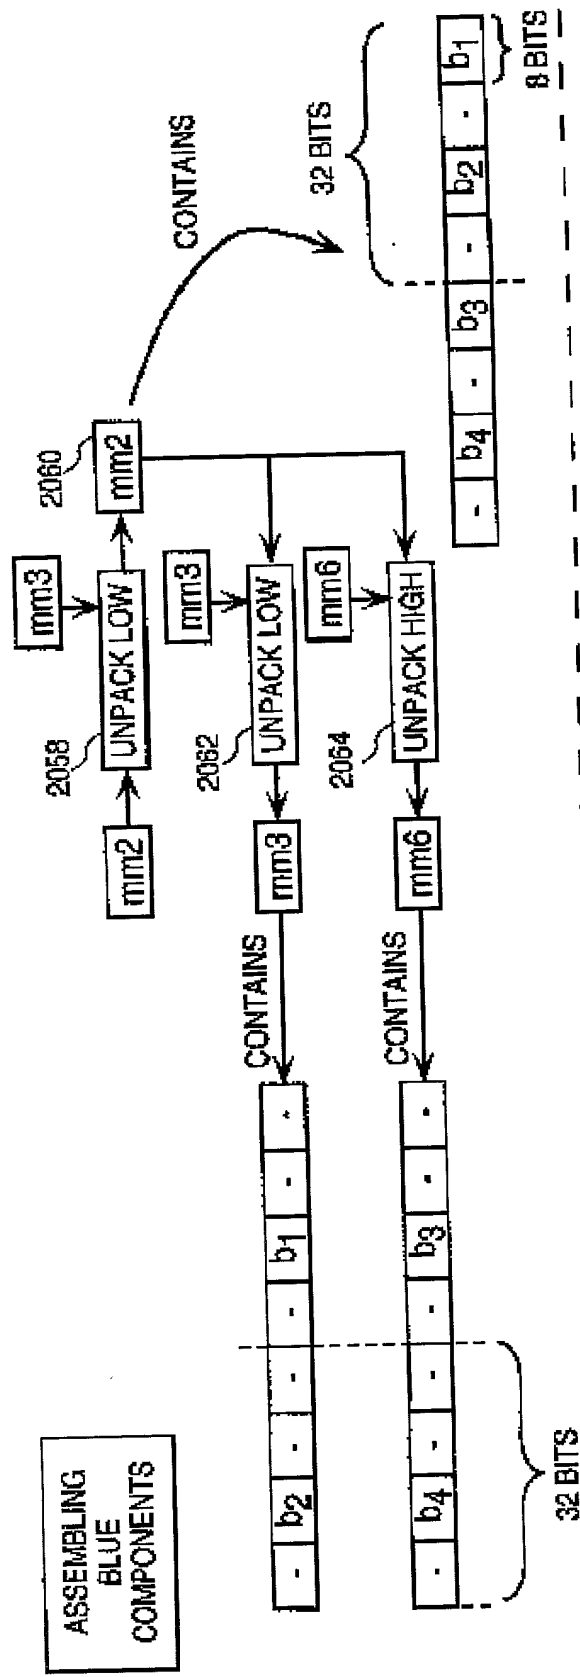 ASSEMBLING
BLUE
COMPONENTS
mm3
2058
2060
mm2
UNPACK LOW
mm2
CONTAINS
mm3
2062
CONTAINS
mm3
UNPACK LOW
- b2 - - - b1 - -
mm6
2064
32 BITS
CONTAINS
mm6
UNPACK HIGH
- b4 - - - b3 - -
- b4 - b3 - b2 - b1
32 BITS
8 BITS